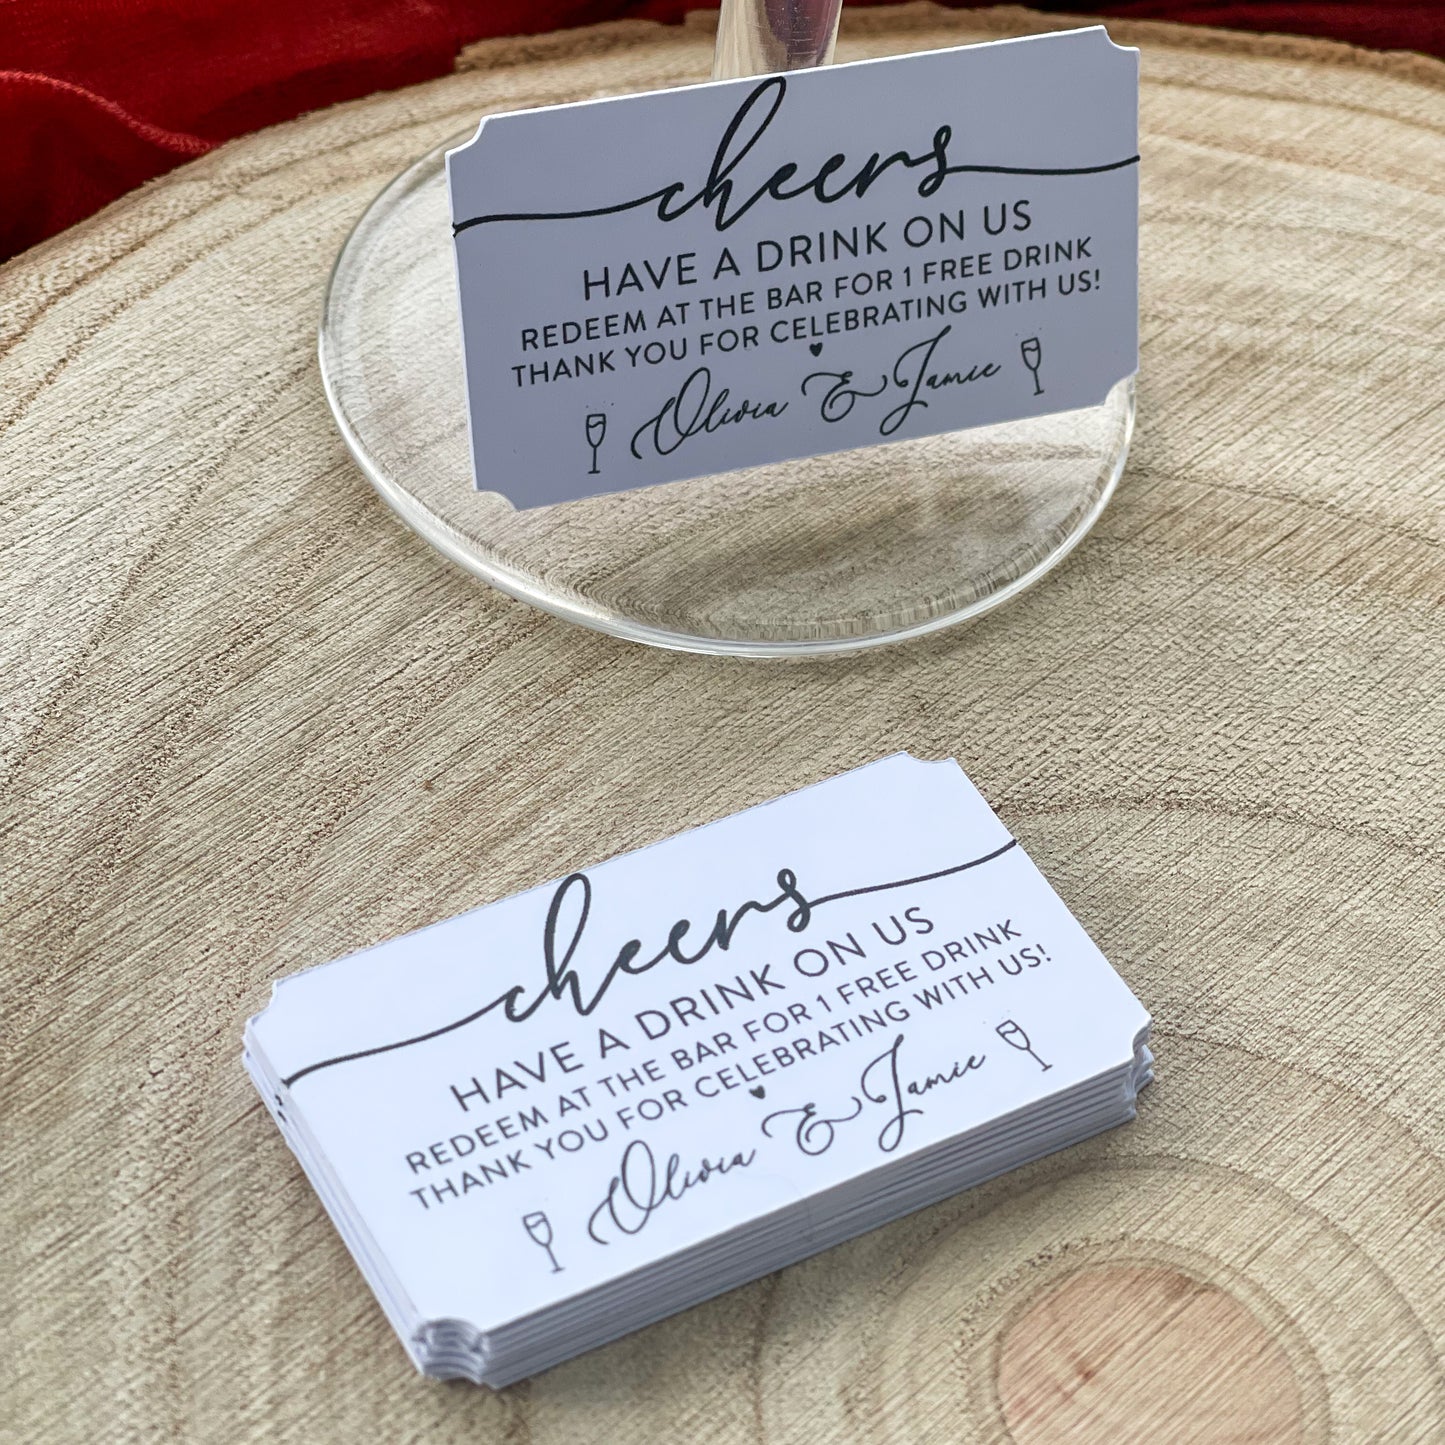 cheers
HAVE A DRINK ON US
REDEEM AT THE BAR FOR 1 FREE DRINK
THANK YOU FOR CELEBRATING WITH US!
Olivia & Jamie
cheers
HAVE A DRINK ON US
REDEEM AT THE BAR FOR 1 FREE DRINK
THANK YOU FOR CELEBRATING WITH US!
Olivia & Jamie